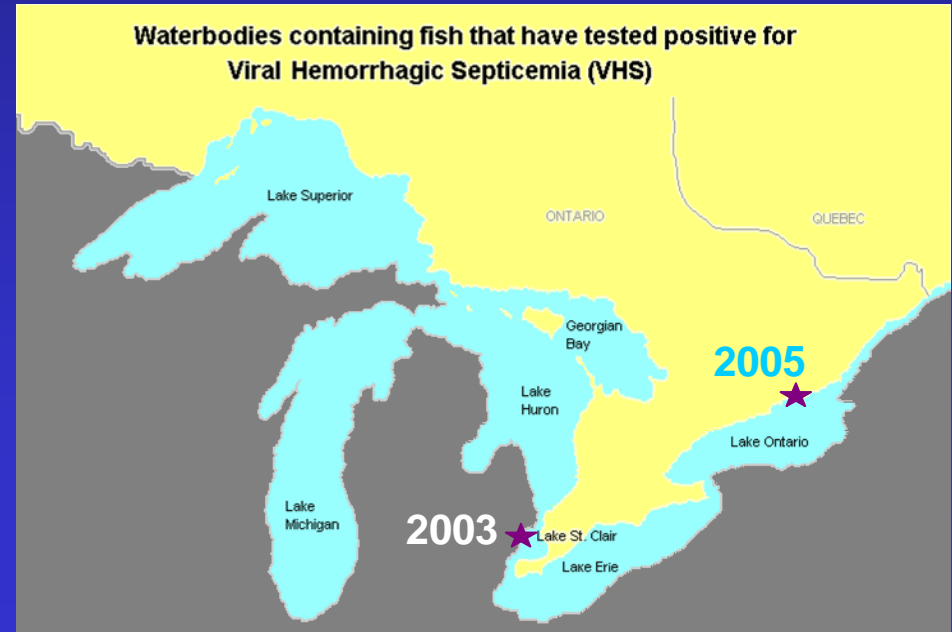 Waterbodies containing fish that have tested positive for
Viral Hemorrhagic Septicemia (VHS)
Lake Superior
ONTARIO
QUEBEC
Georgian
Bay
2005
Lake
Huron
Lake Ontario
Lake
Michigan
2003
Lake St. Clair
Lake Erie